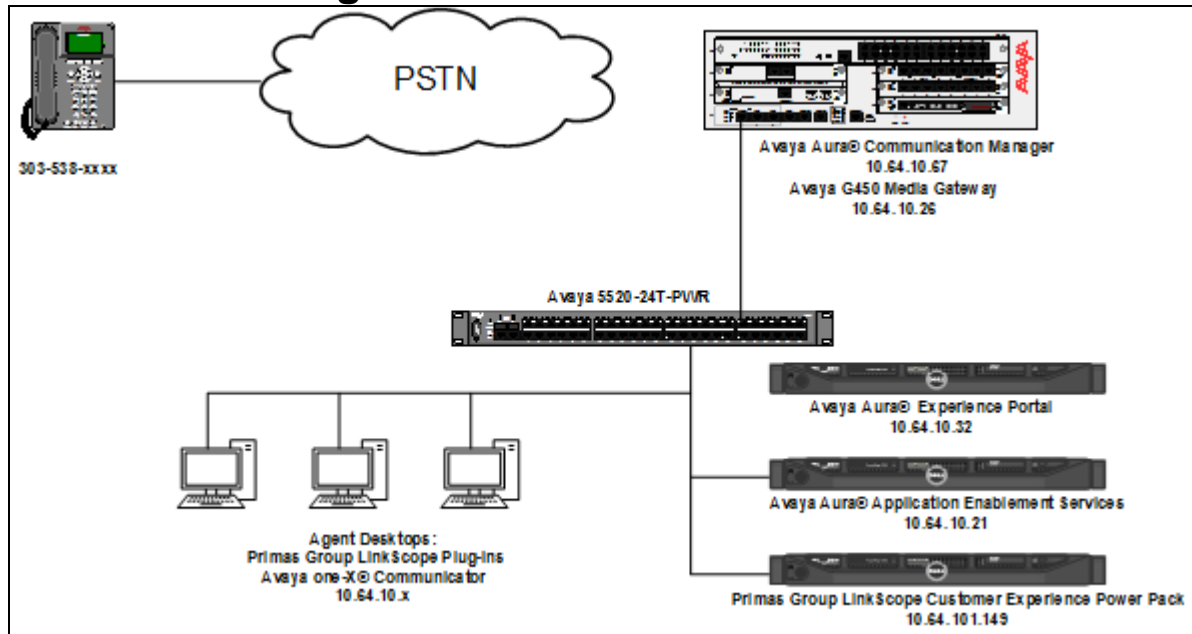 PSTN
AVAYA
303-538-xxxx
Avaya Aura® Communication Manager
10.64.10.67
Avaya G450 Media Gateway
10.64.10.26
Avaya 5520-24T-PWR
Avaya Aura® Experience Portal
10.64.10.32
Avaya Aura® Application Enablement Services
10.64.10.21
Agent Desktops:
Primas Group LinkScope Plug-ins
Avaya one-X® Communicator
10.64.10.x
Primas Group LinkScope Customer Experience Power Pack
10.64.101.149